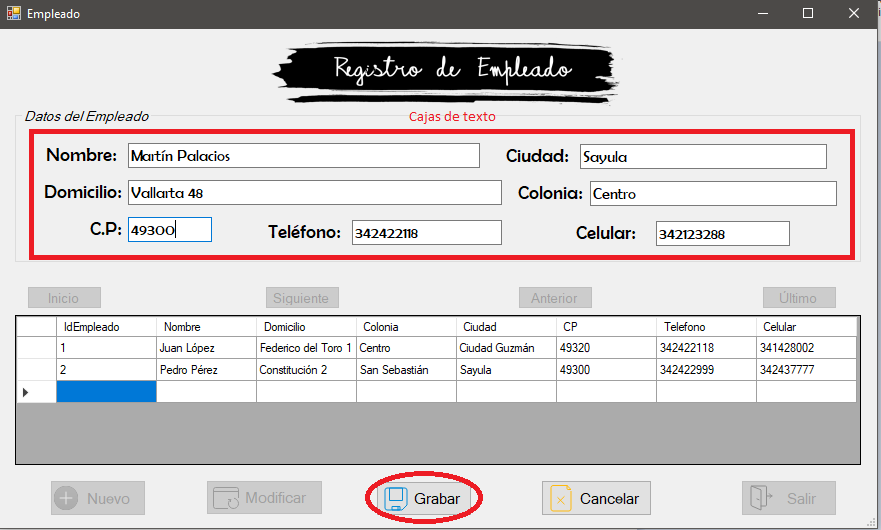 Empleado
Registro de Empleado
Datos del Empleado
Cajas de texto
Nombre: Martín Palacios Ciudad: Sayula
Domicilio: Vallarta 48 Colonia: Centro
C.P: 49300 Teléfono: 342422118 Celular: 342123288
Inicio Siguiente Anterior Último
IdEmpleado Nombre Domicilio Colonia Ciudad CP Telefono Celular
1 Juan López Federico del Toro 1 Centro Ciudad Guzmán 49320 342422118 341428002
2 Pedro Pérez Constitución 2 San Sebastián Sayula 49300 342422999 342437777
Nuevo Modificar Grabar Cancelar Salir